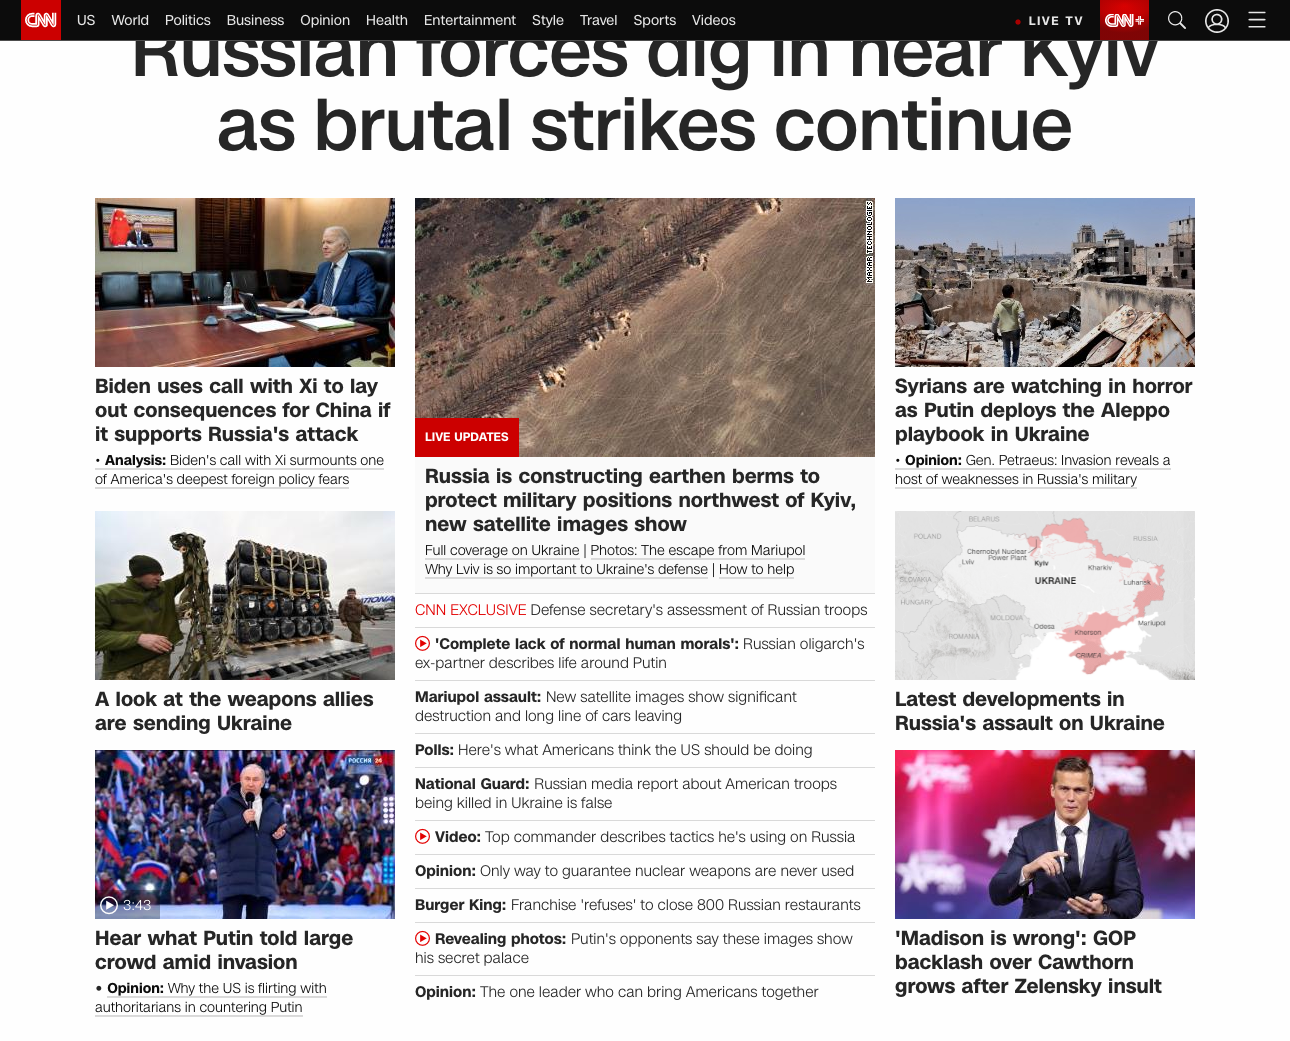 CNN US World Politics Business Opinion Health Entertainment Style Travel Sports Videos LIVE TV CNN+
Russian forces dig in near Kyiv
as brutal strikes continue
Biden uses call with Xi to lay
out consequences for China if
it supports Russia's attack
• Analysis: Biden's call with Xi surmounts one
of America's deepest foreign policy fears
A look at the weapons allies
are sending Ukraine
РОССИЯ 24
3:43
Hear what Putin told large
crowd amid invasion
• Opinion: Why the US is flirting with
authoritarians in countering Putin
MAXAR TECHNOLOGIES
LIVE UPDATES
Russia is constructing earthen berms to
protect military positions northwest of Kyiv,
new satellite images show
Full coverage on Ukraine | Photos: The escape from Mariupol
Why Lviv is so important to Ukraine's defense | How to help
CNN EXCLUSIVE Defense secretary's assessment of Russian troops
'Complete lack of normal human morals': Russian oligarch's
ex-partner describes life around Putin
Mariupol assault: New satellite images show significant
destruction and long line of cars leaving
Polls: Here's what Americans think the US should be doing
National Guard: Russian media report about American troops
being killed in Ukraine is false
Video: Top commander describes tactics he's using on Russia
Opinion: Only way to guarantee nuclear weapons are never used
Burger King: Franchise 'refuses' to close 800 Russian restaurants
Revealing photos: Putin's opponents say these images show
his secret palace
Opinion: The one leader who can bring Americans together
Syrians are watching in horror
as Putin deploys the Aleppo
playbook in Ukraine
• Opinion: Gen. Petraeus: Invasion reveals a
host of weaknesses in Russia's military
BELARUS
POLAND
RUSSIA
Chernobyl Nuclear
Power Plant
Lviv
Kyiv
Kharkiv
UKRAINE
Luhansk
SLOVAKIA
HUNGARY
MOLDOVA
Odesa
Mariupol
Kherson
ROMANIA
CRIMEA
Latest developments in
Russia's assault on Ukraine
CPAC
'Madison is wrong': GOP
backlash over Cawthorn
grows after Zelensky insult